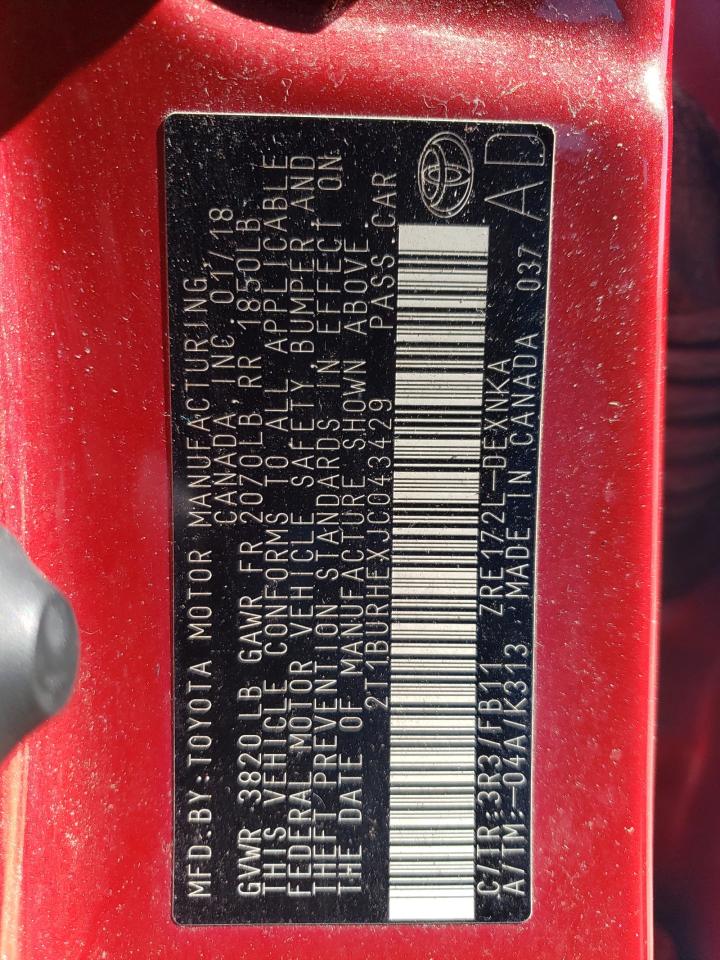 MFD.BY:TOYOTA MOTOR MANUFACTURING,
CANADA, INC. 01/18
GVWR 3820 LB GAWR FR 2070LB, RR 1850LB
THIS VEHICLE CONFORMS TO ALL APPLICABLE
FEDERAL MOTOR VEHICLE SAFETY BUMPER, AND
THEFT PREVENTION STANDARDS IN EFFECT ON
THE DATE OF MANUFACTURE SHOWN ABOVE.
2T1BURHEXJC043429 PASS.CAR
C/TR:3R3/FB11 ZRE172L-DEXNKA
A/TM:-04A/K313 MADE IN CANADA 037 AD